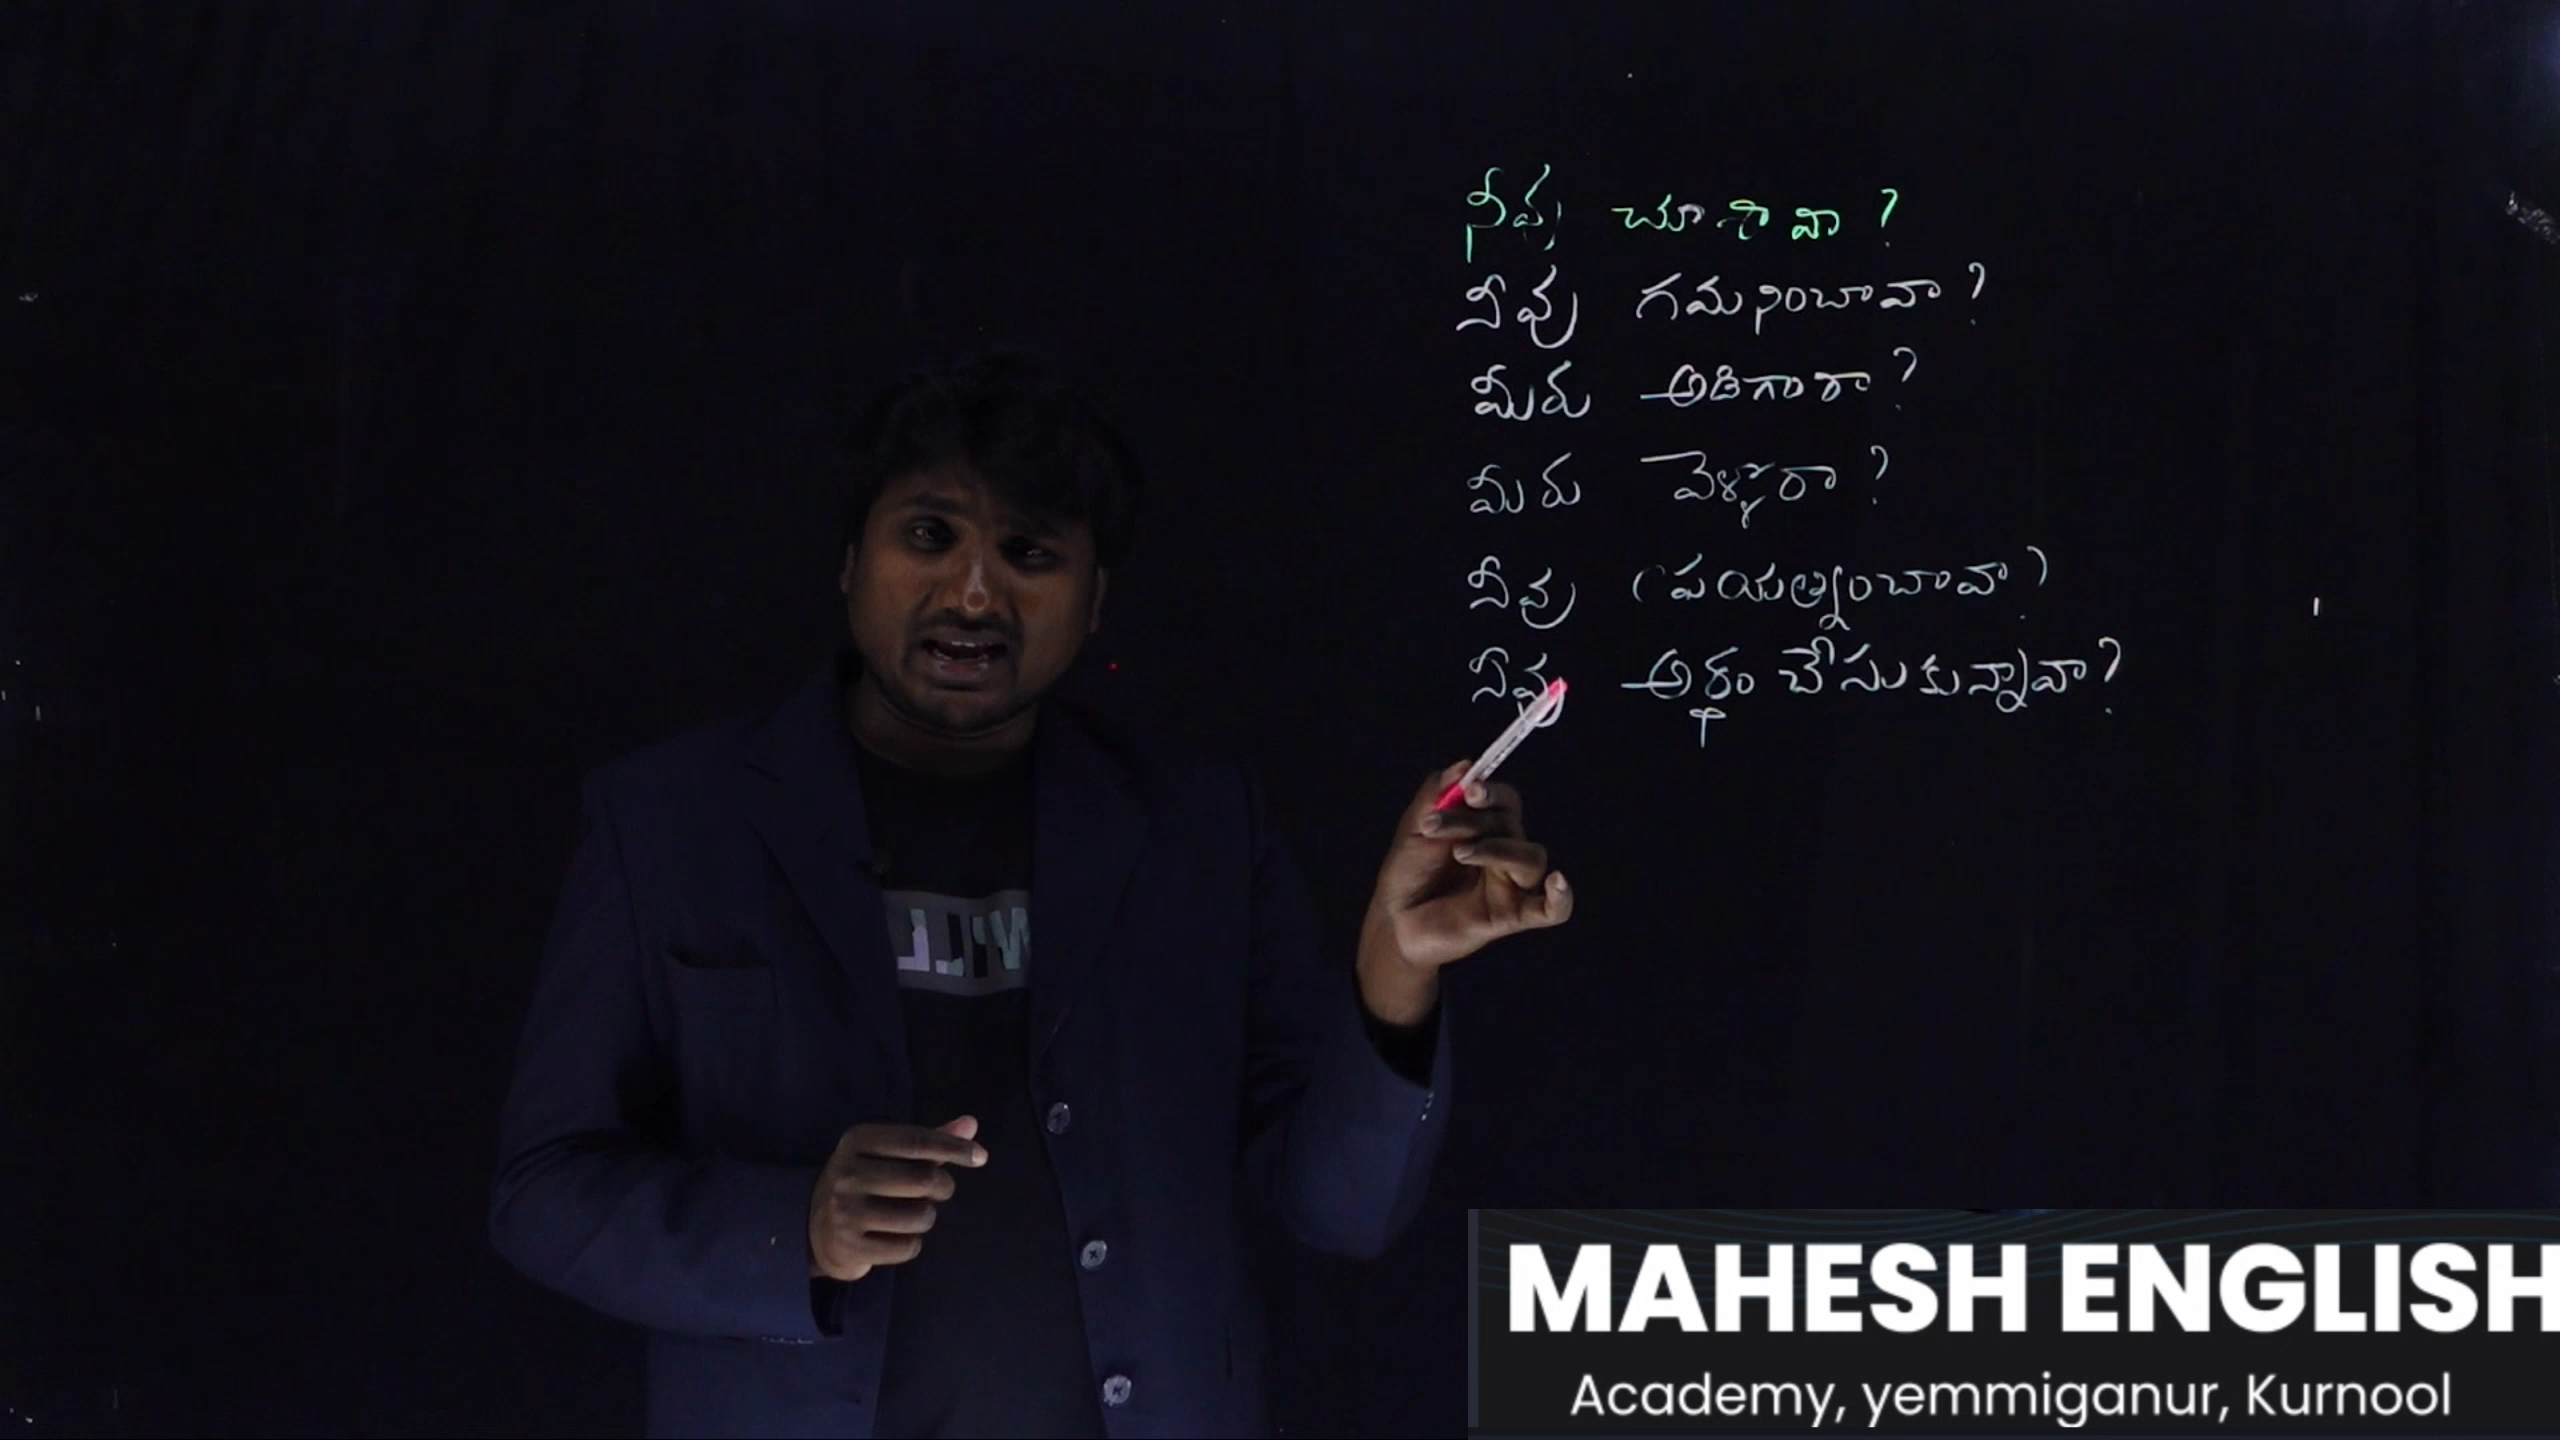 నీవు చూశావా?
నీవు గమనించావా?
మీరు అడిగారా?
మీరు వెళ్ళారా?
నీవు ప్రయత్నించావా?
నీవు అర్థం చేసుకున్నావా?
MAHESH ENGLISH
Academy, yemmiganur, Kurnool